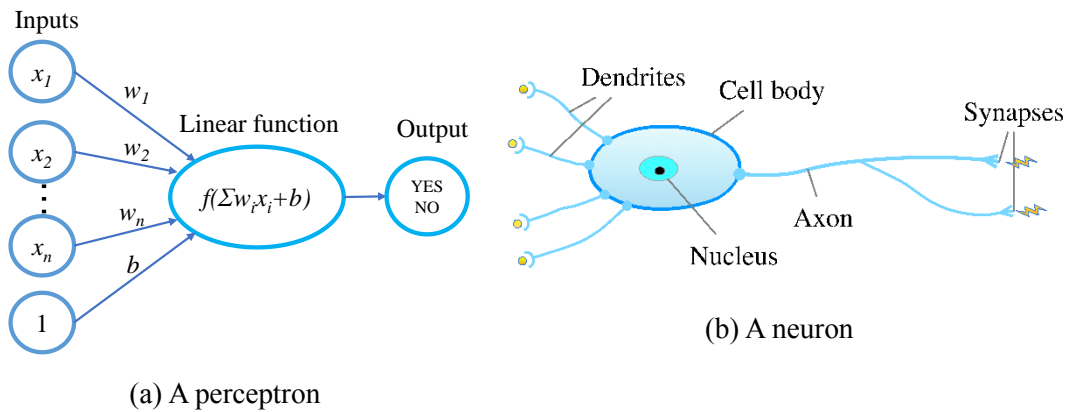 Inputs
x1
w1
Linear function
Output
x2
w2
f(Σwixi+b)
YES
NO
xn
wn
b
1
(a) A perceptron
Dendrites
Cell body
Synapses
Axon
Nucleus
(b) A neuron